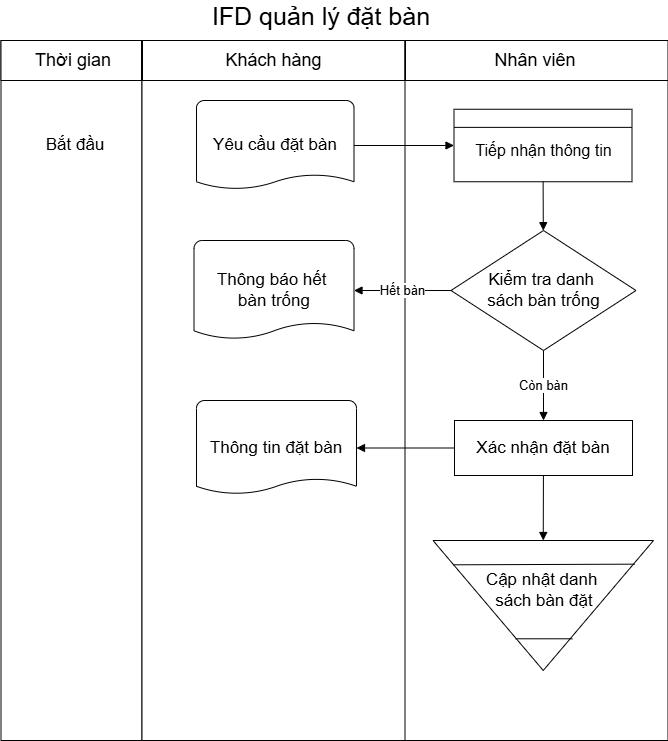 IFD quản lý đặt bàn
Thời gian
Khách hàng
Nhân viên
Bắt đầu
Yêu cầu đặt bàn
Tiếp nhận thông tin
Thông báo hết
bàn trống
Hết bàn
Kiểm tra danh
sách bàn trống
Còn bàn
Thông tin đặt bàn
Xác nhận đặt bàn
Cập nhật danh
sách bàn đặt